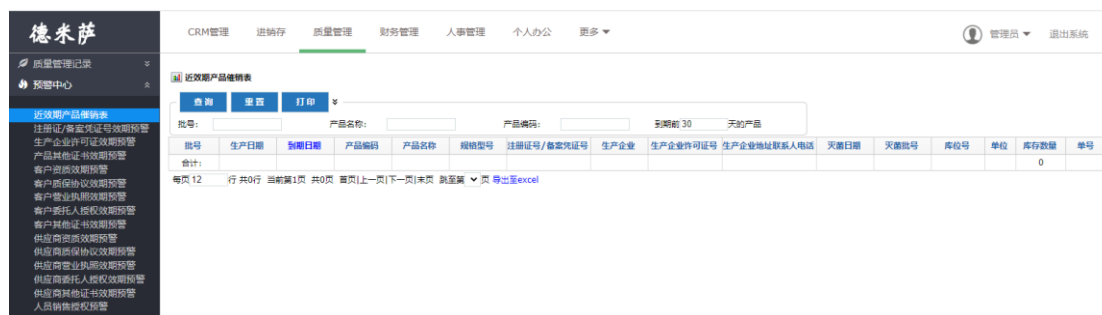 德米萨
CRM管理 进销存 质量管理 财务管理 人事管理 个人办公 更多
管理员 退出系统
质量管理记录
预警中心
近效期产品催销表
注册证/备案凭证号效期预警
生产企业许可证效期预警
产品其他证书效期预警
客户资质效期预警
客户质保协议效期预警
客户营业执照效期预警
客户委托人授权效期预警
客户其他证书效期预警
供应商资质效期预警
供应商质保协议效期预警
供应商营业执照效期预警
供应商委托人授权效期预警
供应商其他证书效期预警
人员销售授权预警
近效期产品催销表
查询 重置 打印
批号: 产品名称: 产品编码: 到期前 30 天的产品
批号 生产日期 到期日期 产品编码 产品名称 规格型号 注册证号/备案凭证号 生产企业 生产企业许可证号 生产企业地址联系人电话 灭菌日期 灭菌批号 库位号 单位 库存数量 单号
合计: 0
每页 12 行 共0行 当前第1页 共0页 首页|上一页|下一页|末页 跳至第 页 导出至excel